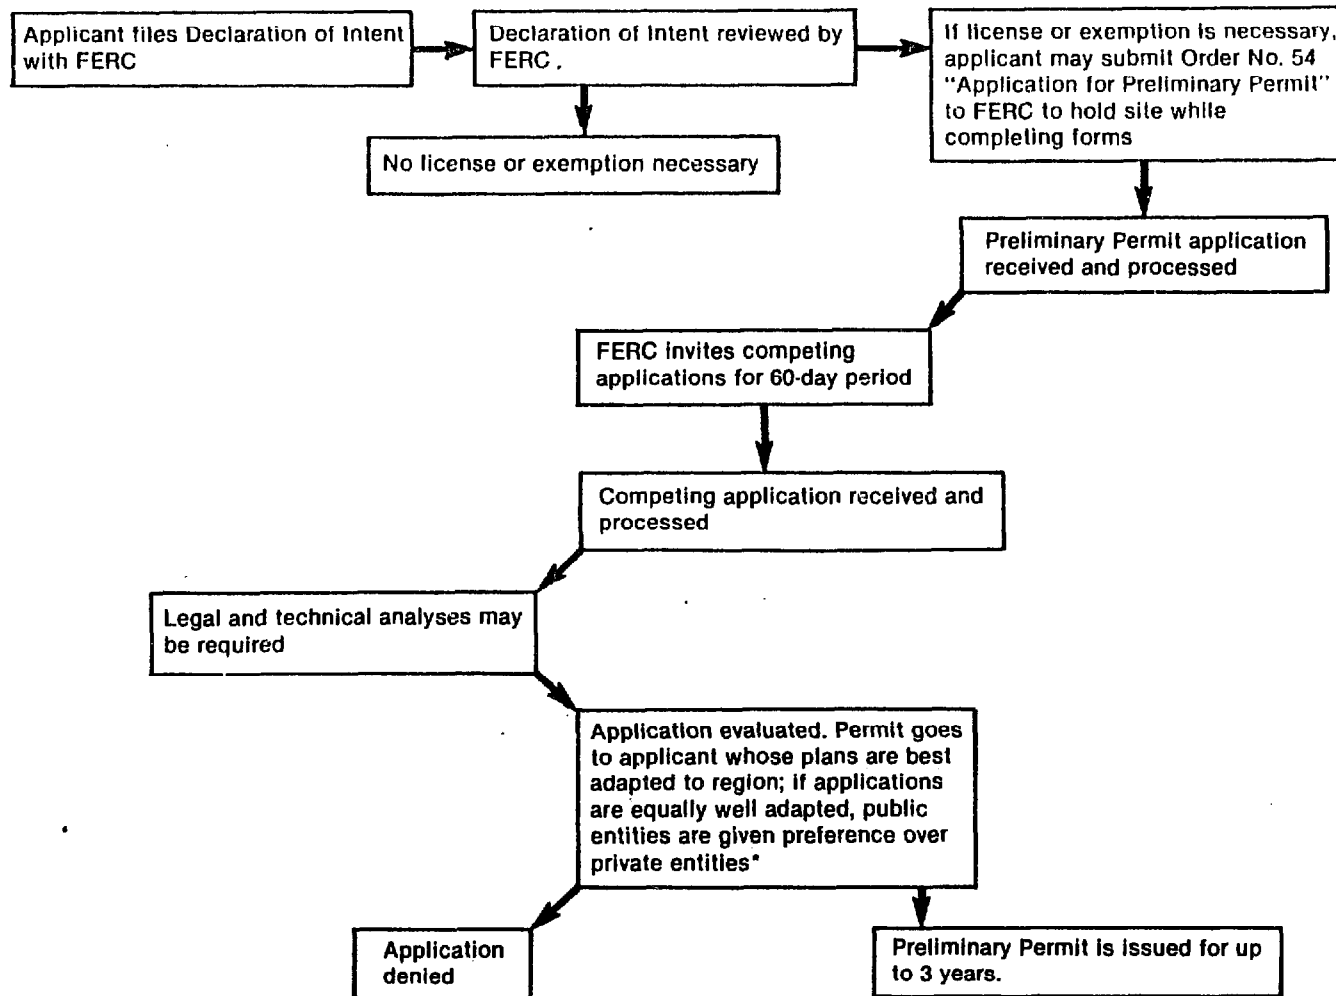 Applicant files Declaration of Intent
with FERC
Declaration of Intent reviewed by
FERC.
If license or exemption is necessary,
applicant may submit Order No. 54
"Application for Preliminary Permit"
to FERC to hold site while
completing forms
No license or exemption necessary
Preliminary Permit application
received and processed
FERC invites competing
applications for 60-day period
Competing application received and
processed
Legal and technical analyses may
be required
Application evaluated. Permit goes
to applicant whose plans are best
adapted to region; if applications
are equally well adapted, public
entities are given preference over
private entities*
Application
denied
Preliminary Permit is issued for up
to 3 years.